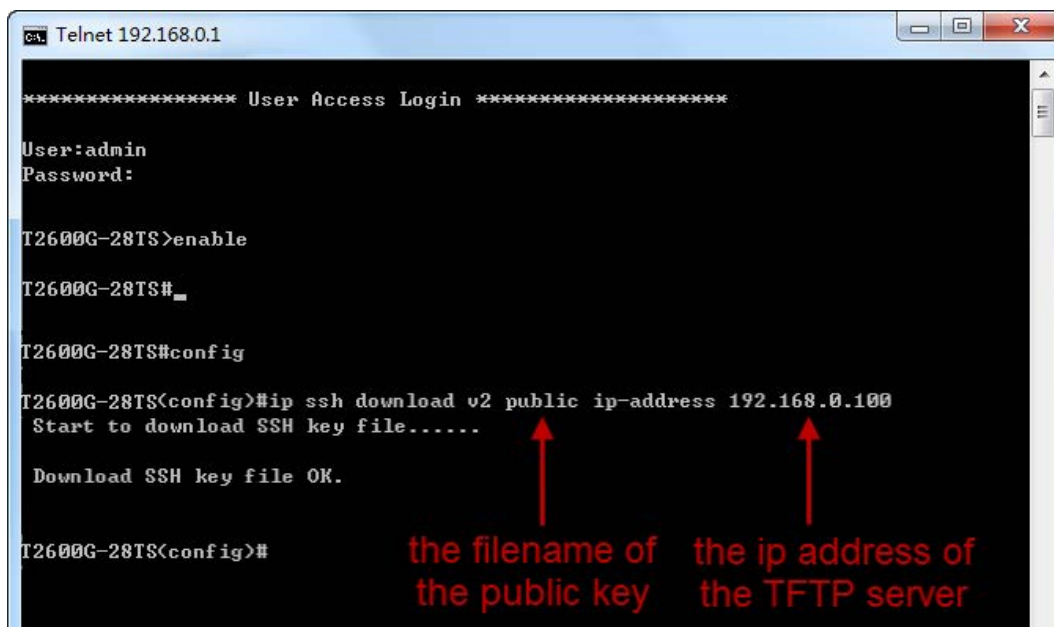 Telnet 192.168.0.1
***************** User Access Login ********************
User:admin
Password:
T2600G-28TS>enable
T2600G-28TS#_
T2600G-28TS#config
T2600G-28TS(config)#ip ssh download v2 public ip-address 192.168.0.100
Start to download SSH key file......
Download SSH key file OK.
T2600G-28TS(config)#
the filename of
the public key
the ip address of
the TFTP server